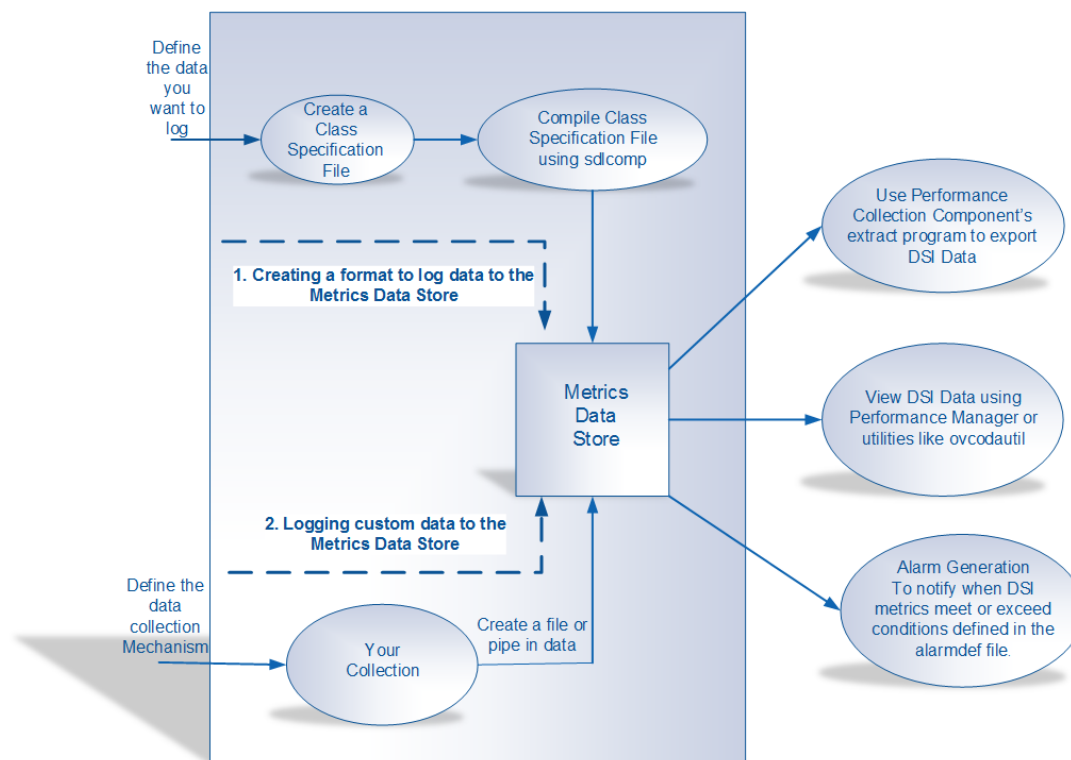 Define
the data
you
want to
log
Create a
Class
Specification
File
Compile Class
Specification File
using sdlcomp
Use Performance
Collection Component's
extract program to export
DSI Data
1. Creating a format to log data to the
Metrics Data Store
Metrics
Data
Store
View DSI Data using
Performance Manager or
utilities like ovcodautil
2. Logging custom data to the
Metrics Data Store
Define the
data
collection
Mechanism
Your
Collection
Create a file or
pipe in data
Alarm Generation
To notify when DSI
metrics meet or exceed
conditions defined in the
alarmdef file.